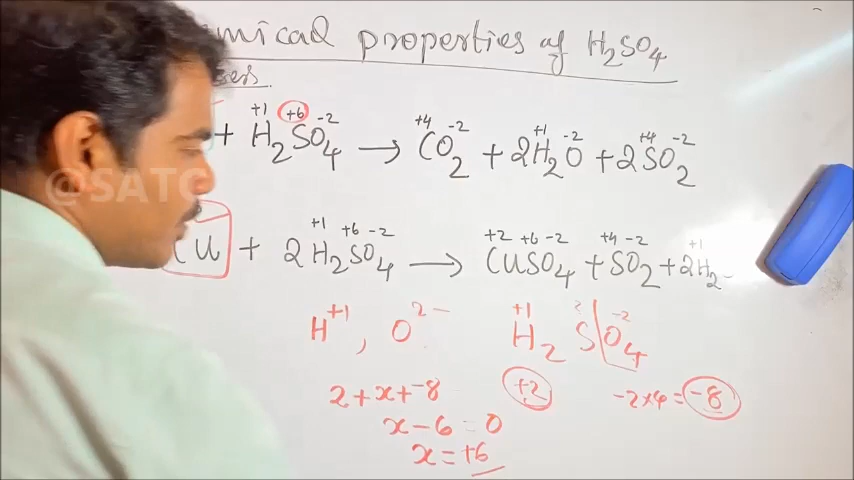 mical properties of H₂SO₄
+ H₂SO₄ → CO₂ + 2H₂O + 2SO₂
+1 +6 -2 +4 -2 +1 -2 +4 -2
Cu + 2H₂SO₄ → CuSO₄ + SO₂ + 2H₂
+1 +6 -2 +2 +6 -2 +4 -2 +1
H⁺¹, O²⁻ H₂ S O₄
+1 ? -2
2 + x + -8 +2 -2×4 = -8
x - 6 = 0
x = +6
@SATC